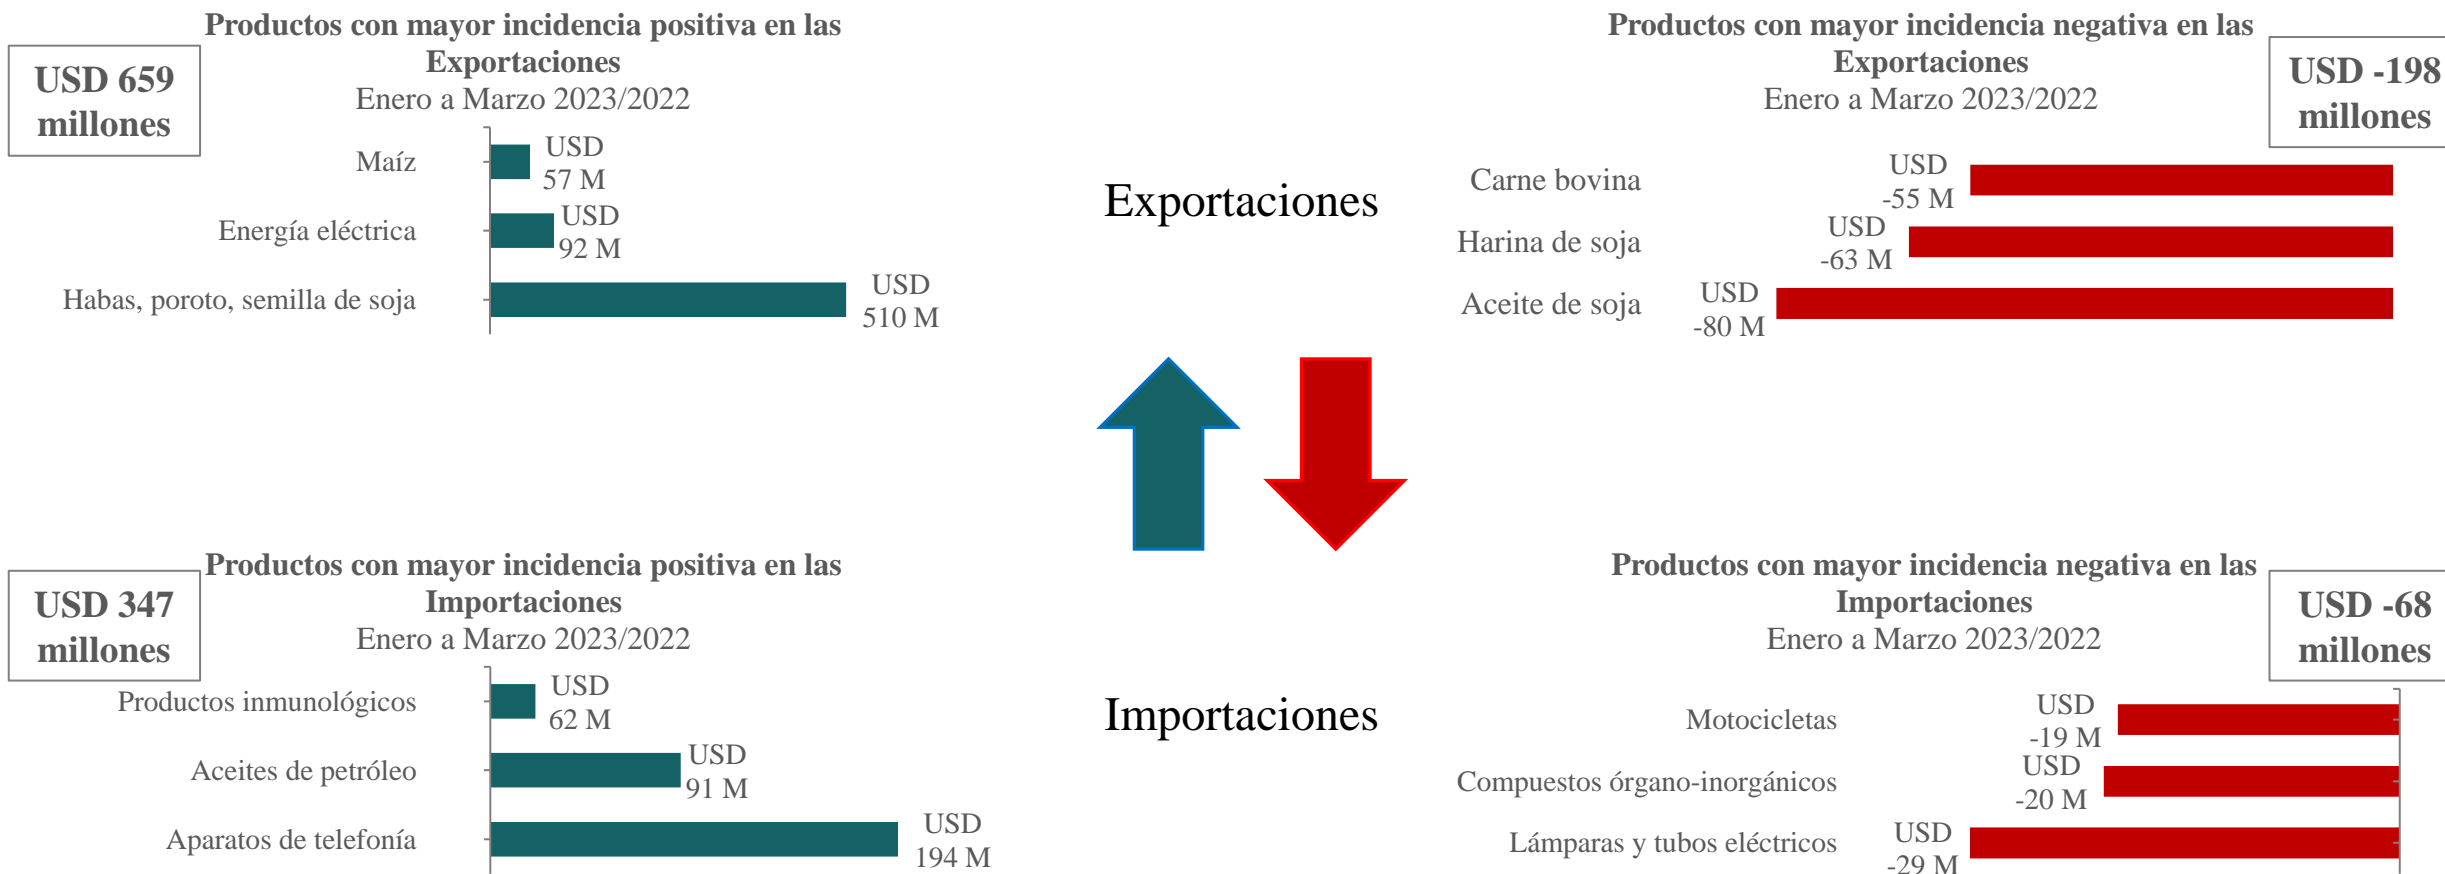 Productos con mayor incidencia positiva en las
Exportaciones
Enero a Marzo 2023/2022
USD 659
millones
Maíz
USD
57 M
Energía eléctrica
USD
92 M
Habas, poroto, semilla de soja
USD
510 M
Exportaciones
Productos con mayor incidencia negativa en las
Exportaciones
Enero a Marzo 2023/2022
USD -198
millones
Carne bovina
USD
-55 M
Harina de soja
USD
-63 M
Aceite de soja
USD
-80 M
Productos con mayor incidencia positiva en las
Importaciones
Enero a Marzo 2023/2022
USD 347
millones
Productos inmunológicos
USD
62 M
Aceites de petróleo
USD
91 M
Aparatos de telefonía
USD
194 M
Importaciones
Productos con mayor incidencia negativa en las
Importaciones
Enero a Marzo 2023/2022
USD -68
millones
Motocicletas
USD
-19 M
Compuestos órgano-inorgánicos
USD
-20 M
Lámparas y tubos eléctricos
USD
-29 M